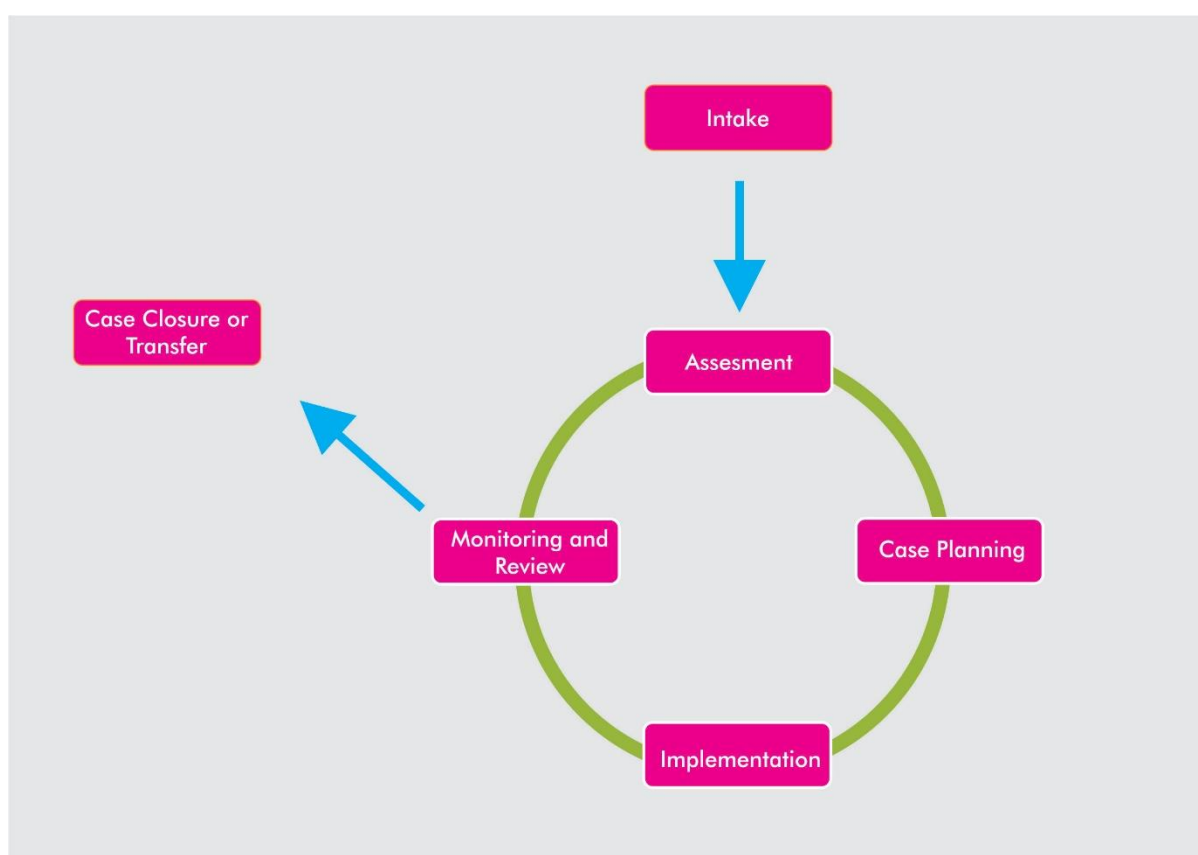 Intake
Case Closure or
Transfer
Assesment
Monitoring and
Review
Case Planning
Implementation